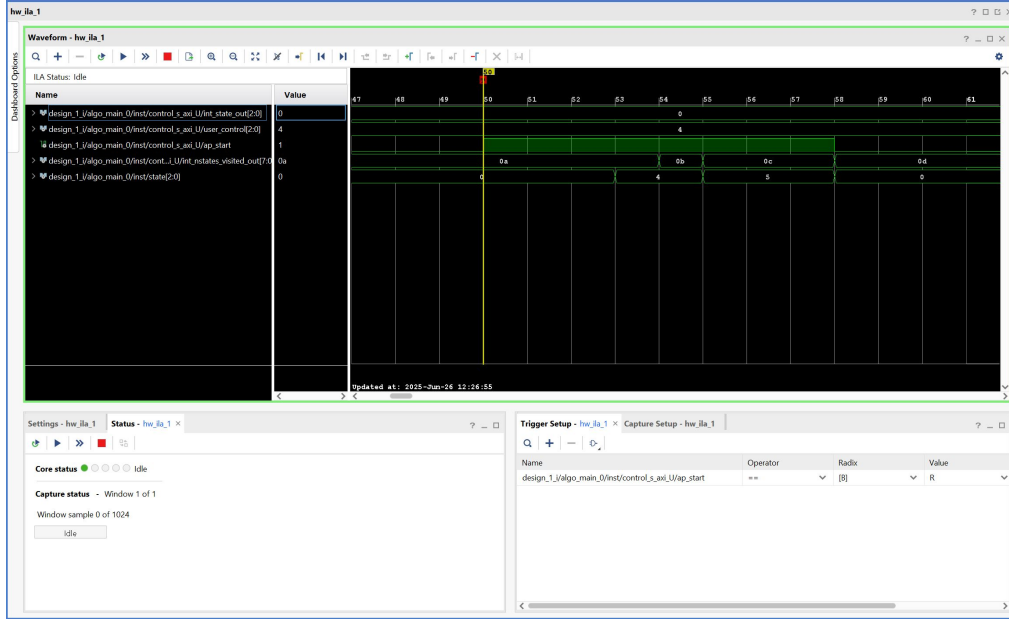 hw_ila_1
Dashboard Options
Waveform - hw_ila_1
ILA Status: Idle
Name Value
50
47 48 49 50 51 52 53 54 55 56 57 58 59 60 61
design_1_i/algo_main_0/inst/control_s_axi_U/int_state_out[2:0] 0 0
design_1_i/algo_main_0/inst/control_s_axi_U/user_control[2:0] 4 4
design_1_i/algo_main_0/inst/control_s_axi_U/ap_start 1
design_1_i/algo_main_0/inst/cont...i_U/int_nstates_visited_out[7:0 0a 0a 0b 0c 0d
design_1_i/algo_main_0/inst/state[2:0] 0 0 4 5 0
Updated at: 2025-Jun-26 12:26:55
Settings - hw_ila_1 Status - hw_ila_1
Core status Idle
Capture status - Window 1 of 1
Window sample 0 of 1024
Idle
Trigger Setup - hw_ila_1 Capture Setup - hw_ila_1
Name Operator Radix Value
design_1_i/algo_main_0/inst/control_s_axi_U/ap_start == [B] R